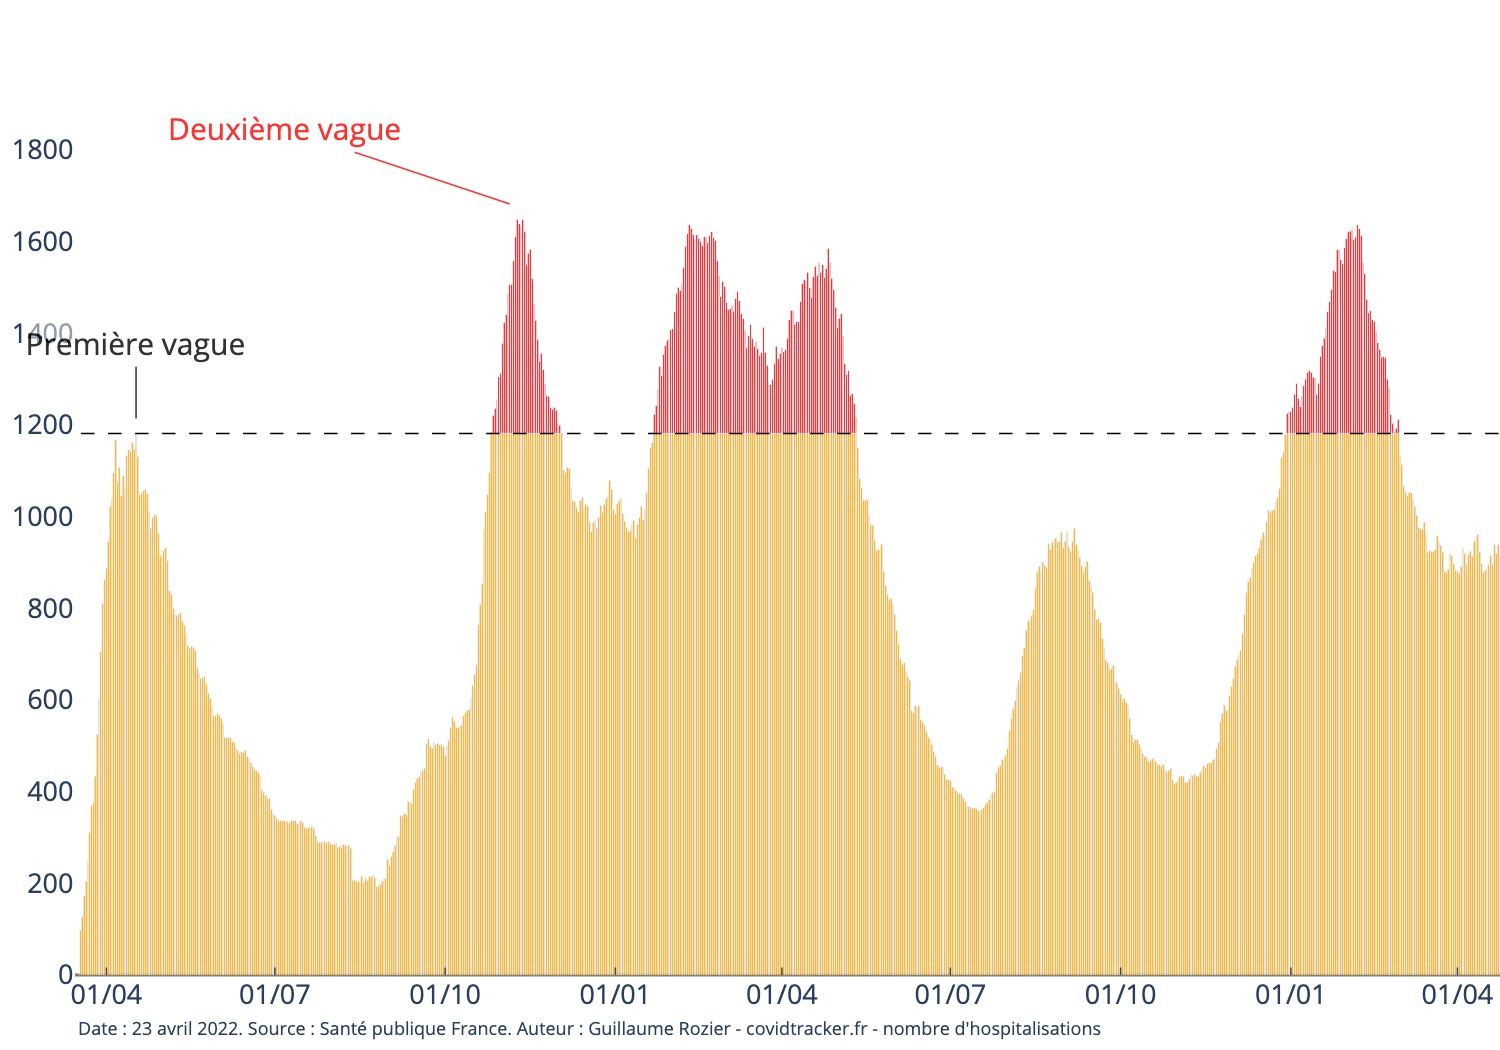 Deuxième vague
1800
1600
1400
Première vague
1200
1000
800
600
400
200
0
01/04 01/07 01/10 01/01 01/04 01/07 01/10 01/01 01/04
Date : 23 avril 2022. Source : Santé publique France. Auteur : Guillaume Rozier - covidtracker.fr - nombre d'hospitalisations